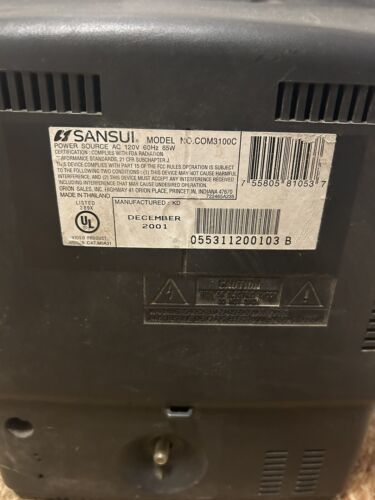 SANSUI MODEL NO.COM3100C
POWER SOURCE AC 120V 60Hz 85W
CERTIFICATION : COMPLIES WITH FDA RADIATION
PERFORMANCE STANDARDS, 21 CFR SUBCHAPTER J.
THIS DEVICE COMPLIES WITH PART 15 OF THE FCC RULES. OPERATION IS SUBJECT
TO THE FOLLOWING TWO CONDITIONS : (1) THIS DEVICE MAY NOT CAUSE HARMFUL
INTERFERENCE, AND (2) THIS DEVICE MUST ACCEPT ANY INTERFERENCE RECEIVED
INCLUDING INTERFERENCE THAT MAY CAUSE UNDESIRED OPERATION.
ORION SALES, INC. HIGHWAY 41 ORION PLACE, PRINCETON, INDIANA 47670
MADE IN THAILAND
7 55805 81053 7
LISTED
UL
VIDEO PRODUCT
MANUFACTURED : KD
DECEMBER
2001
055311200103 B
CAUTION